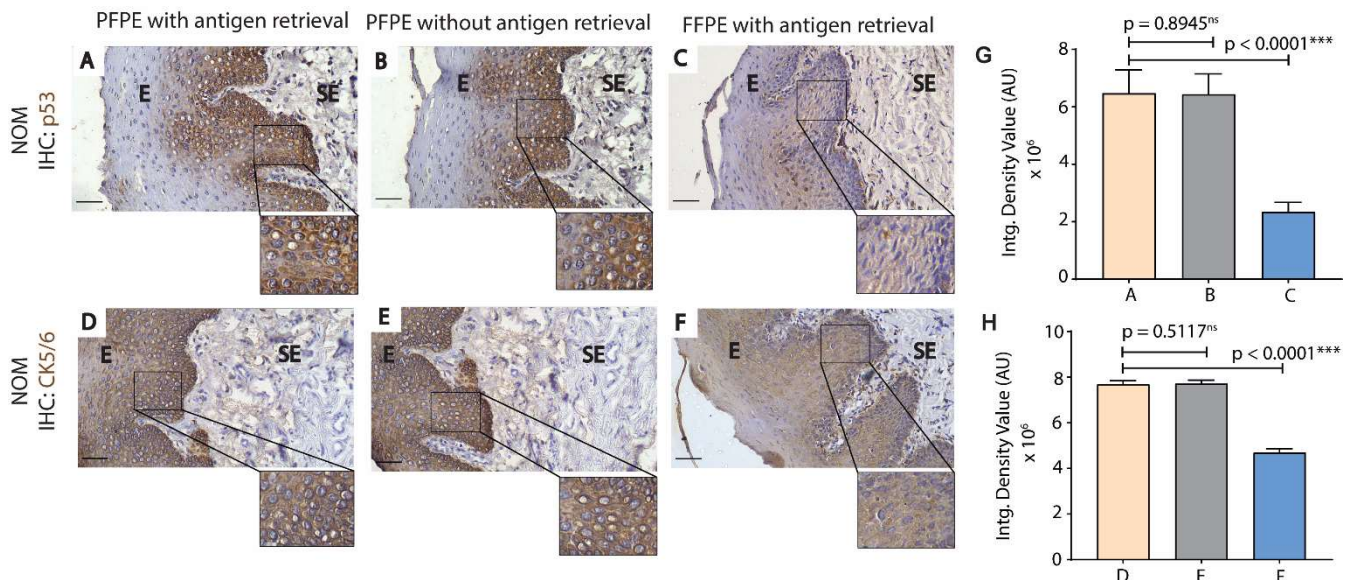 PFPE with antigen retrieval
PFPE without antigen retrieval
FFPE with antigen retrieval
NOM
IHC: p53
A
E
SE
B
E
SE
C
E
SE
G
p = 0.8945ns
p < 0.0001***
Intg. Density Value (AU)
x 10⁶
8
6
4
2
0
A
B
C
NOM
IHC: CK5/6
D
E
SE
E
E
SE
F
E
SE
H
p = 0.5117ns
p < 0.0001***
Intg. Density Value (AU)
x 10⁶
10
8
6
4
2
0
D
E
F